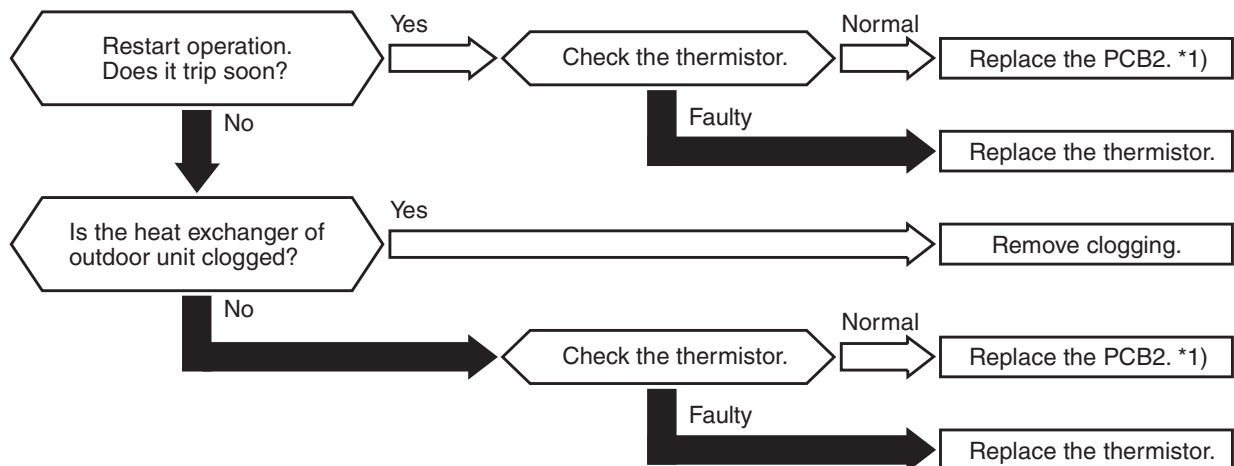 Restart operation.
Does it trip soon?
Yes
Check the thermistor.
Normal
Replace the PCB2. *1)
Faulty
Replace the thermistor.
No
Is the heat exchanger of
outdoor unit clogged?
Yes
Remove clogging.
No
Check the thermistor.
Normal
Replace the PCB2. *1)
Faulty
Replace the thermistor.